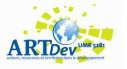 ARTDev UMR 5281
acteurs, ressources et territoires dans le développement